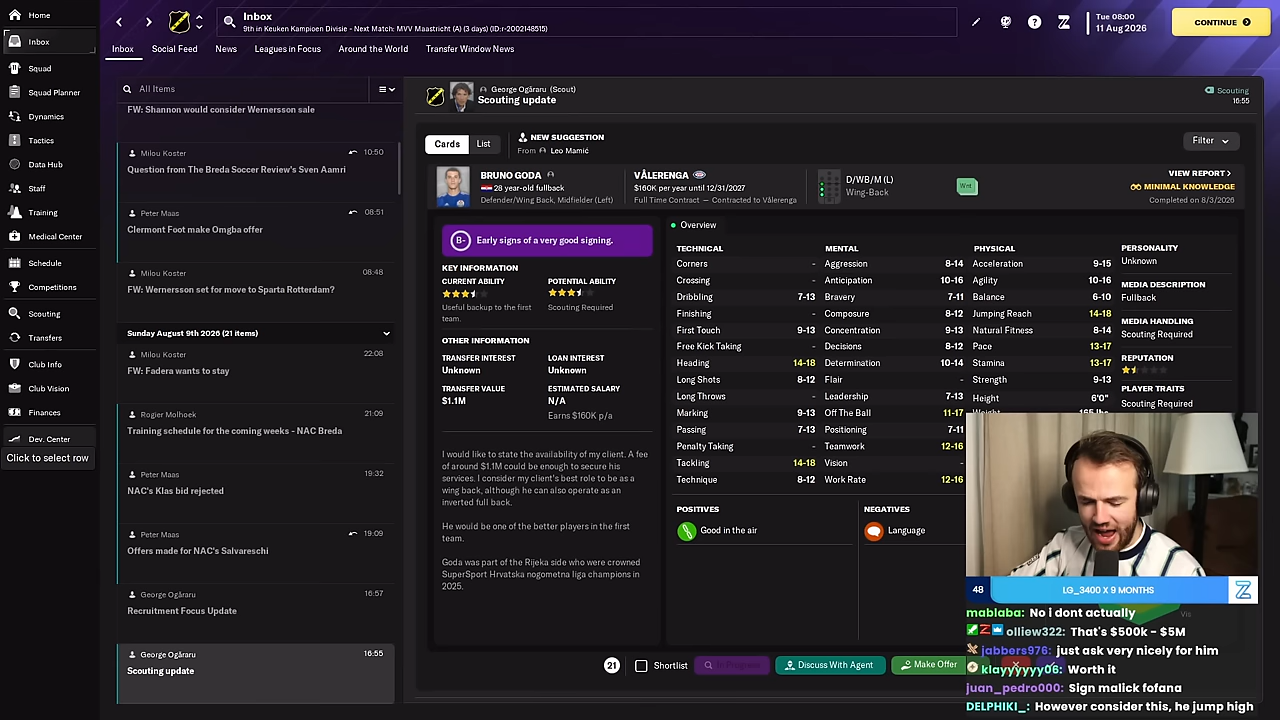 Home
Inbox
Squad
Squad Planner
Dynamics
Tactics
Data Hub
Staff
Training
Medical Center
Schedule
Competitions
Scouting
Transfers
Club Info
Club Vision
Finances
Dev. Center
Click to select row
Inbox
9th in Keuken Kampioen Divisie - Next Match: MVV Maastricht (A) (3 days) (ID:r-2002148515)
Tue 08:00
11 Aug 2026
CONTINUE
Inbox
Social Feed
News
Leagues in Focus
Around the World
Transfer Window News
All Items
FW: Shannon would consider Wernersson sale
Milou Koster
10:50
Question from The Breda Soccer Review's Sven Aamri
Peter Maas
08:51
Clermont Foot make Omgba offer
Milou Koster
08:48
FW: Wernersson set for move to Sparta Rotterdam?
Sunday August 9th 2026 (21 items)
Milou Koster
22:08
FW: Fadera wants to stay
Rogier Molhoek
21:09
Training schedule for the coming weeks - NAC Breda
Peter Maas
19:32
NAC's Klas bid rejected
Peter Maas
19:09
Offers made for NAC's Salvareschi
George Ogăraru
16:57
Recruitment Focus Update
George Ogăraru
16:55
Scouting update
George Ogăraru (Scout)
Scouting update
Scouting
16:55
Cards
List
NEW SUGGESTION
From Leo Mamić
Filter
BRUNO GODA
28 year-old fullback
Defender/Wing Back, Midfielder (Left)
VÅLERENGA
$160K per year until 12/31/2027
Full Time Contract - Contracted to Vålerenga
D/WB/M (L)
Wing-Back
Wnt
VIEW REPORT
MINIMAL KNOWLEDGE
Completed on 8/3/2026
B-
Early signs of a very good signing.
KEY INFORMATION
CURRENT ABILITY
POTENTIAL ABILITY
Useful backup to the first team.
Scouting Required
OTHER INFORMATION
TRANSFER INTEREST
LOAN INTEREST
Unknown
Unknown
TRANSFER VALUE
ESTIMATED SALARY
$1.1M
N/A
Earns $160K p/a
I would like to state the availability of my client. A fee
of around $1.1M could be enough to secure his
services. I consider my client's best role to be as a
wing back, although he can also operate as an
inverted full back.
He would be one of the better players in the first
team.
Goda was part of the Rijeka side who were crowned
SuperSport Hrvatska nogometna liga champions in
2025.
Overview
TECHNICAL
Corners -
Crossing -
Dribbling 7-13
Finishing -
First Touch 9-13
Free Kick Taking -
Heading 14-18
Long Shots 8-12
Long Throws -
Marking 9-13
Passing 7-13
Penalty Taking -
Tackling 14-18
Technique 8-12
MENTAL
Aggression 8-14
Anticipation 10-16
Bravery 7-11
Composure 8-12
Concentration 9-13
Decisions 8-12
Determination 10-14
Flair -
Leadership 7-13
Off The Ball 11-17
Positioning 7-11
Teamwork 12-16
Vision -
Work Rate 12-16
PHYSICAL
Acceleration 9-15
Agility 10-16
Balance 6-10
Jumping Reach 14-18
Natural Fitness 8-14
Pace 13-17
Stamina 13-17
Strength 9-13
Height 6'0"
Weight 165 lbs
PERSONALITY
Unknown
MEDIA DESCRIPTION
Fullback
MEDIA HANDLING
Scouting Required
REPUTATION
PLAYER TRAITS
Scouting Required
POSITIVES
Good in the air
NEGATIVES
Language
21
Shortlist
In Progress
Discuss With Agent
Make Offer
48
LG_3400 X 9 MONTHS
Z
Vis
mablaba: No i dont actually
olliew322: That's $500k - $5M
jabbers976: just ask very nicely for him
klayyyyyy06: Worth it
juan_pedro000: Sign malick fofana
DELPHIKI_: However consider this, he jump high